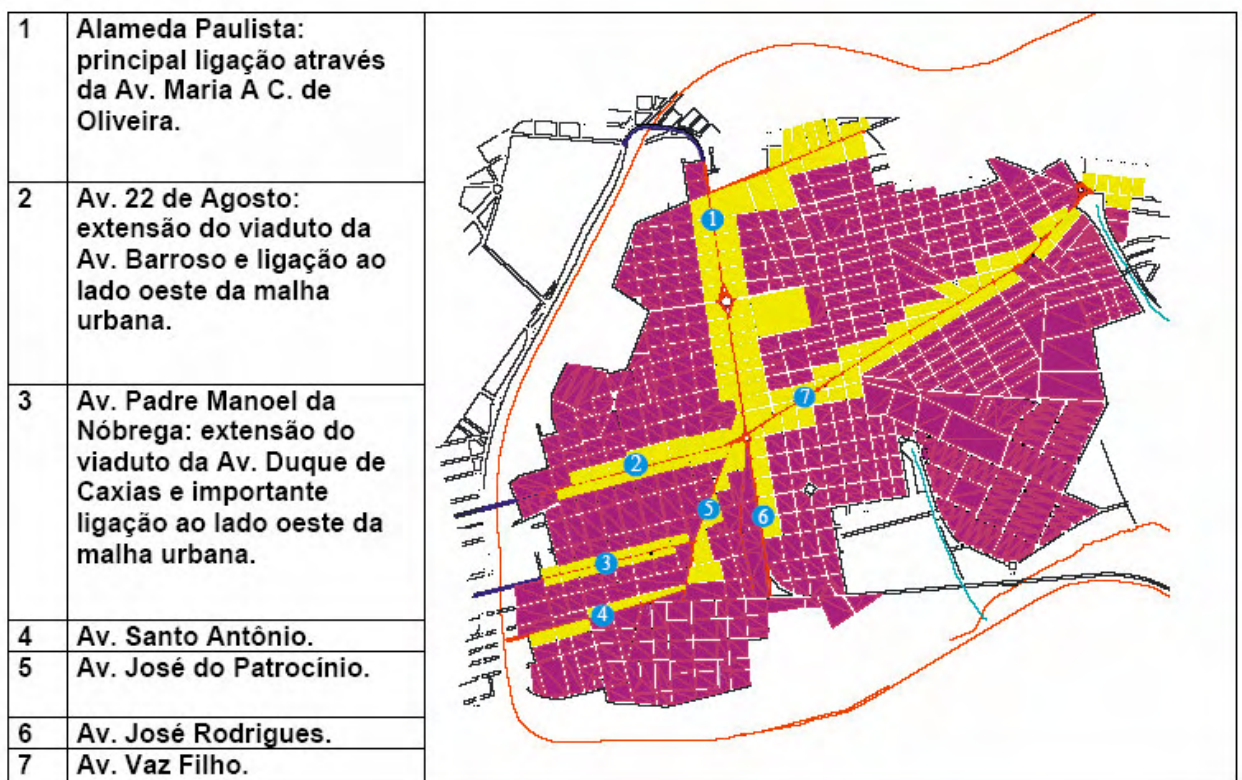 1
Alameda Paulista:
principal ligação através
da Av. Maria A C. de
Oliveira.
2
Av. 22 de Agosto:
extensão do viaduto da
Av. Barroso e ligação ao
lado oeste da malha
urbana.
3
Av. Padre Manoel da
Nóbrega: extensão do
viaduto da Av. Duque de
Caxias e importante
ligação ao lado oeste da
malha urbana.
4
Av. Santo Antônio.
5
Av. José do Patrocínio.
6
Av. José Rodrigues.
7
Av. Vaz Filho.
1
7
2
5
6
3
4